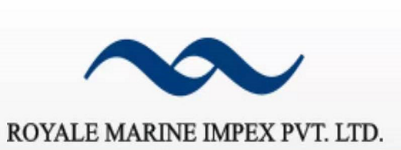 ROYALE MARINE IMPEX PVT. LTD.